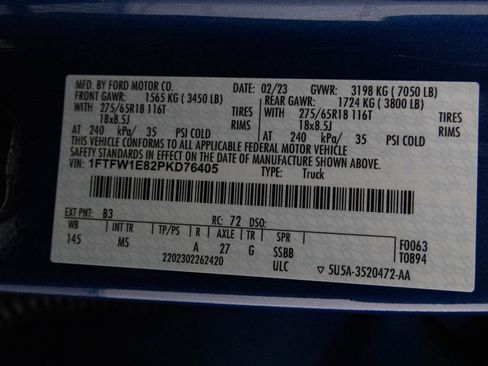 MFD. BY FORD MOTOR CO.
02/23 GVWR: 3198 KG ( 7050 LB)
FRONT GAWR: 1565 KG ( 3450 LB) REAR GAWR: 1724 KG ( 3800 LB)
WITH 275/65R18 116T TIRES WITH 275/65R18 116T TIRES
18x8.5J 18x8.5J
AT 240 kPa/ 35 PSI COLD AT 240 kPa/ 35 PSI COLD
THIS VEHICLE CONFORMS TO ALL APPLICABLE FEDERAL MOTOR VEHICLE
SAFETY STANDARDS IN EFFECT ON THE DATE OF MANUFACTURE SHOWN ABOVE.
VIN: 1FTFW1E82PKD76405 TYPE: Truck
EXT PNT: B3 RC: 72 DSO:
WB INT TR TP/PS R AXLE TR SPR F0063
145 MS A 27 G SSBB T0894
2202302262420 ULC ▽ 5U5A-3520472-AA